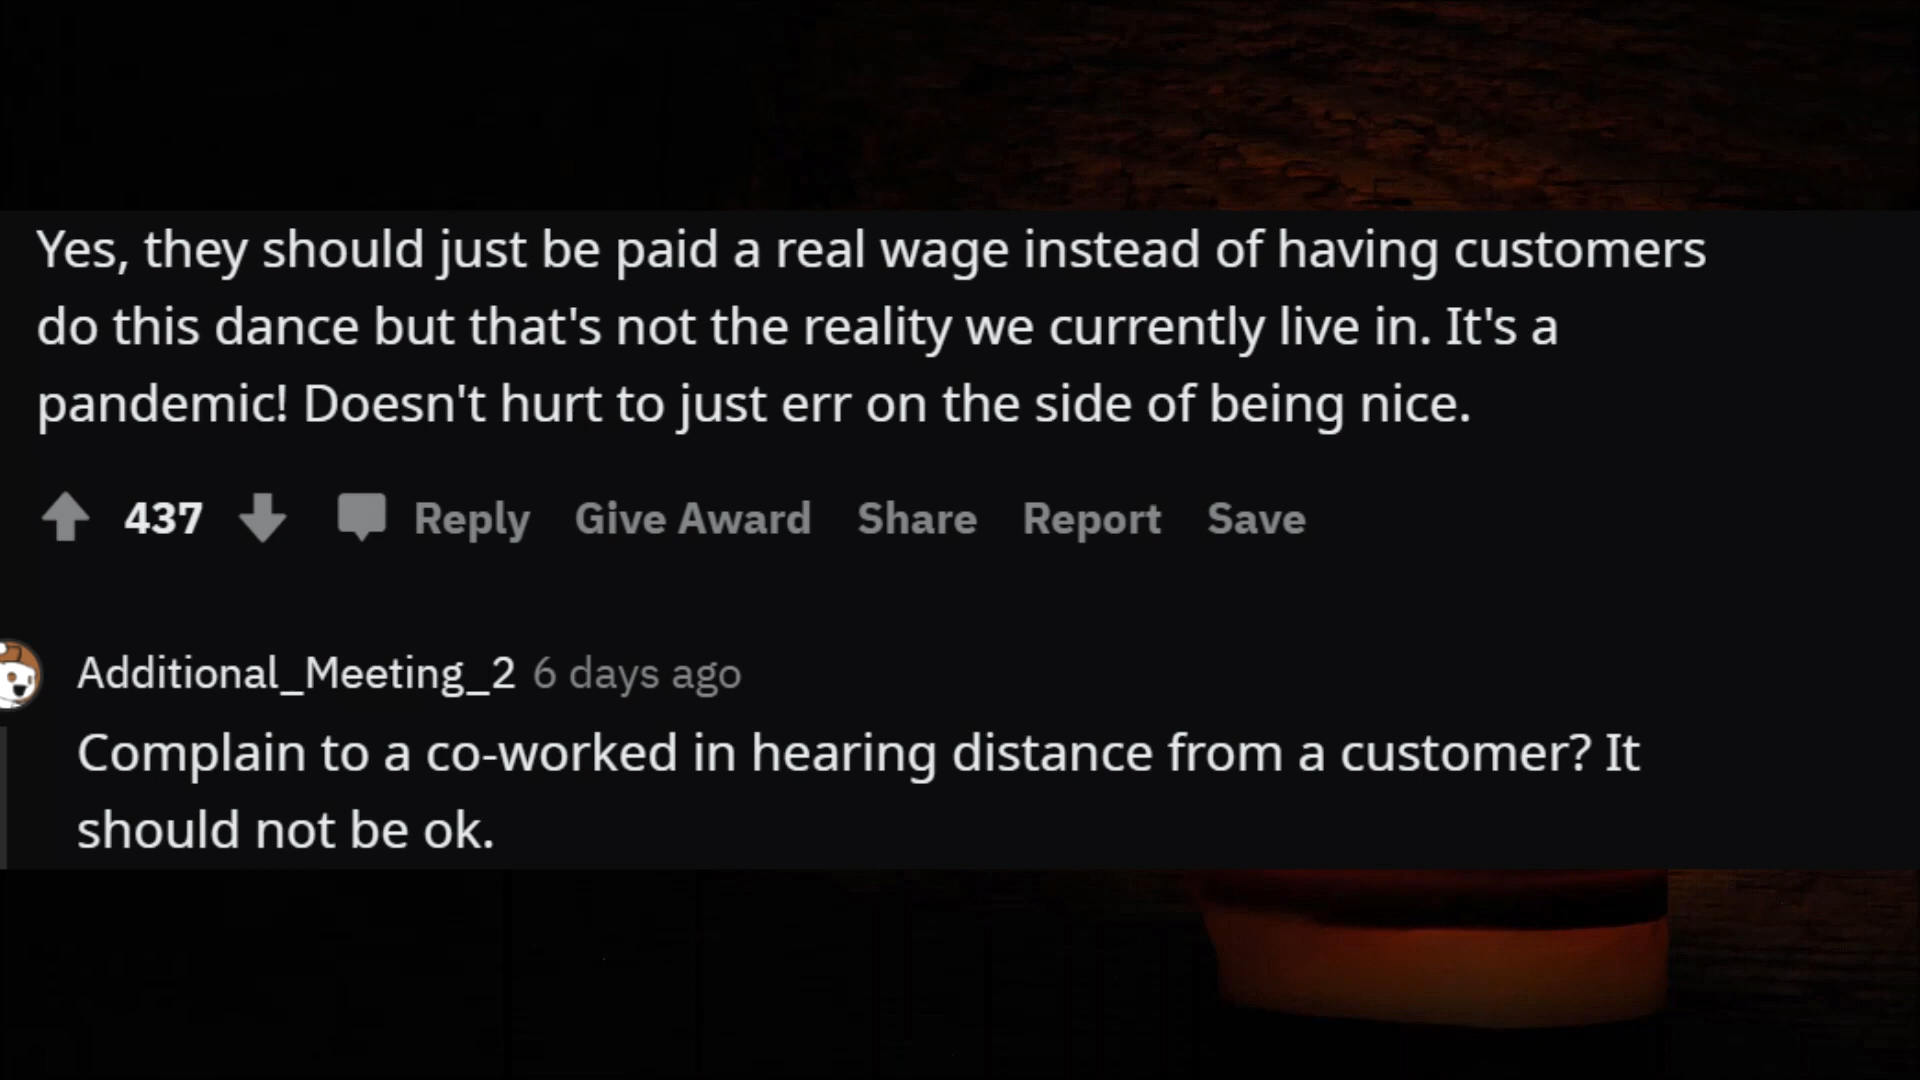 Yes, they should just be paid a real wage instead of having customers
do this dance but that's not the reality we currently live in. It's a
pandemic! Doesn't hurt to just err on the side of being nice.
437 Reply Give Award Share Report Save
Additional_Meeting_2 6 days ago
Complain to a co-worked in hearing distance from a customer? It
should not be ok.